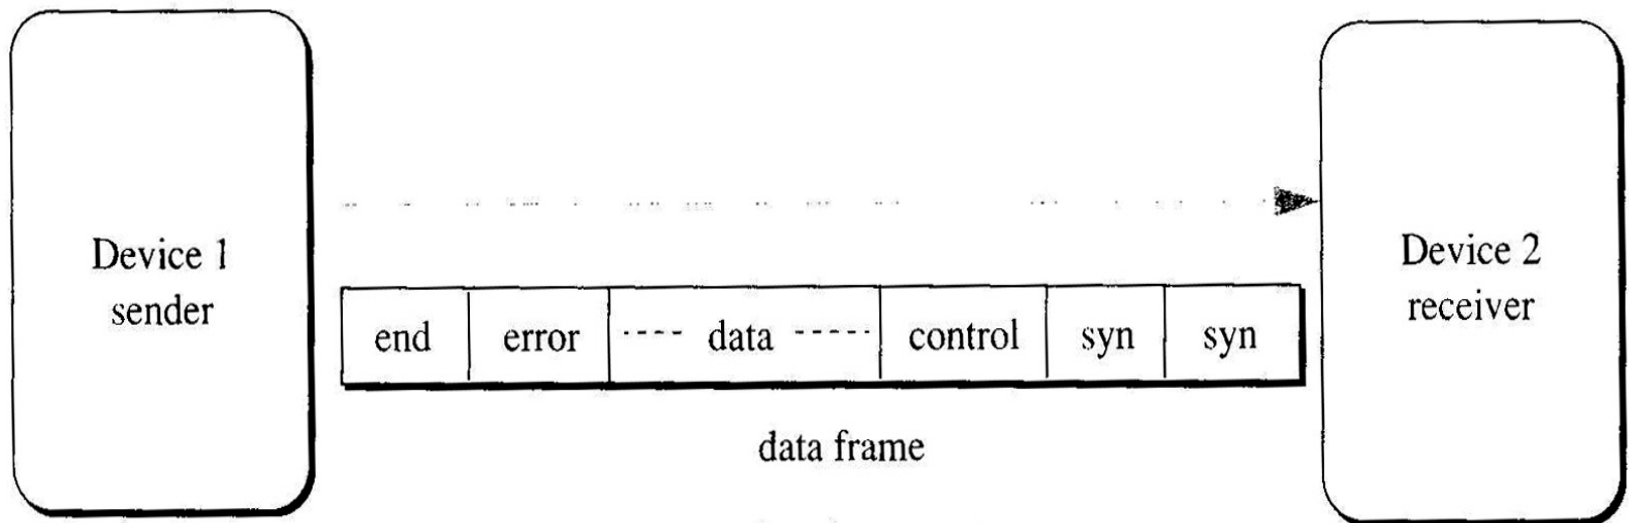 Device 1
sender
end error data control syn syn
data frame
Device 2
receiver